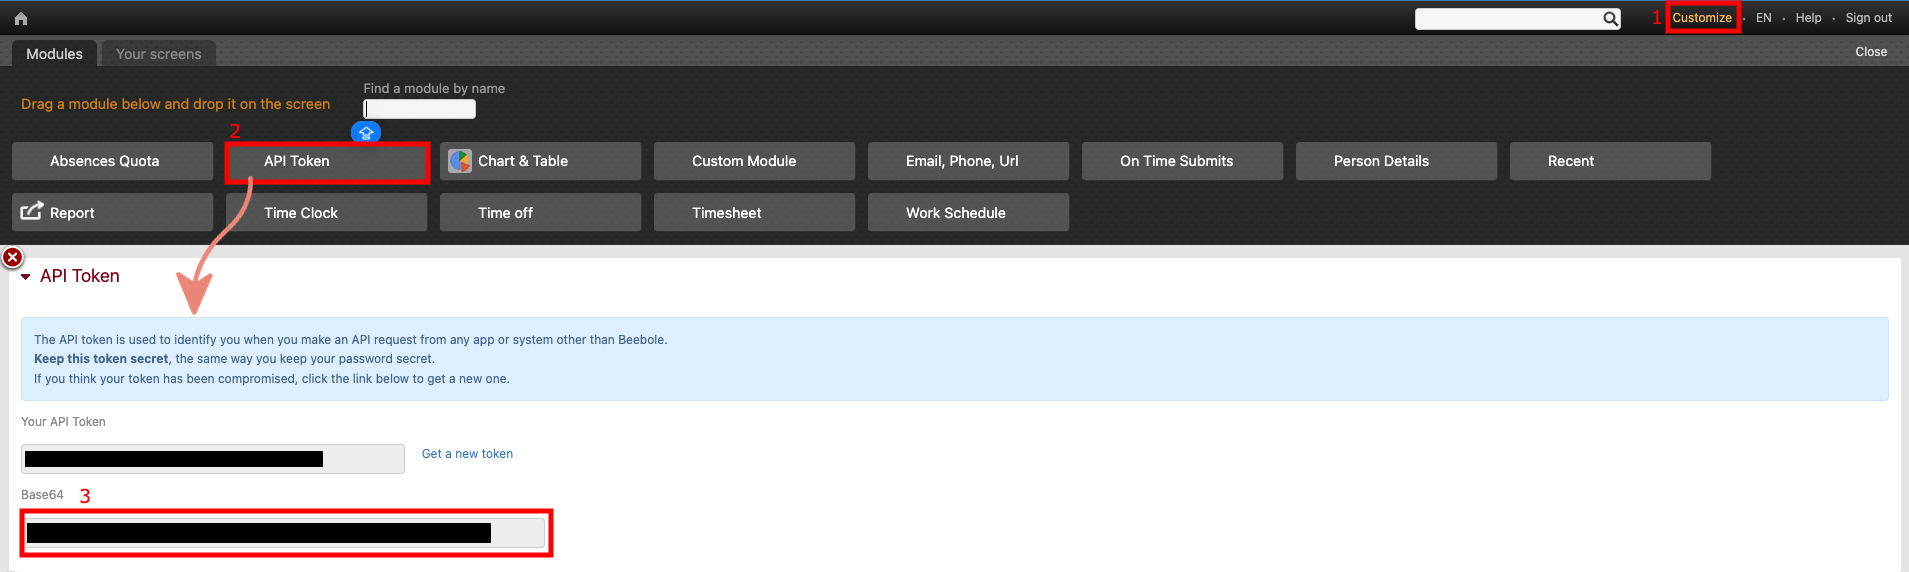 1 Customize · EN · Help · Sign out
Modules Your screens Close
Find a module by name
Drag a module below and drop it on the screen
2
Absences Quota API Token Chart & Table Custom Module Email, Phone, Url On Time Submits Person Details Recent
Report Time Clock Time off Timesheet Work Schedule
API Token
The API token is used to identify you when you make an API request from any app or system other than Beebole.
Keep this token secret, the same way you keep your password secret.
If you think your token has been compromised, click the link below to get a new one.
Your API Token
Get a new token
Base64 3